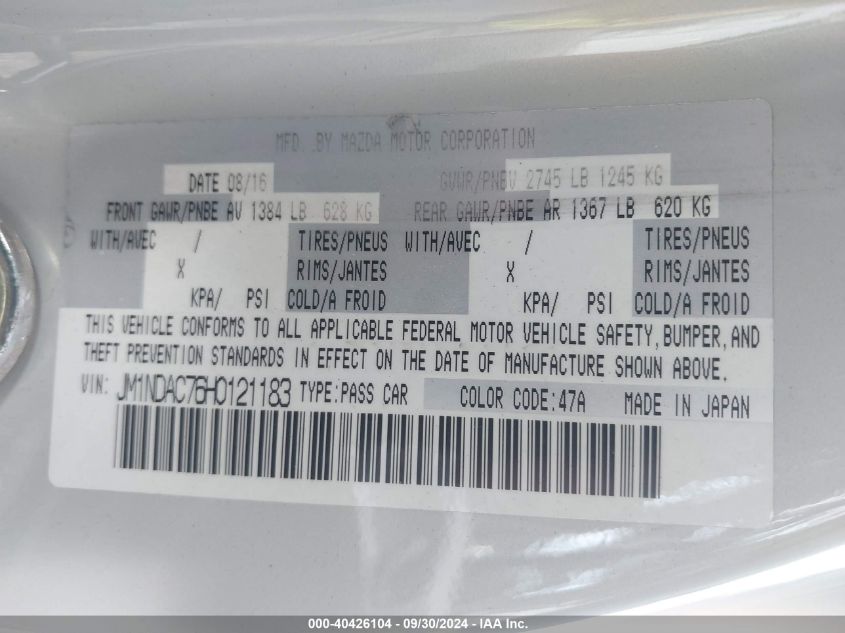 MFD. BY MAZDA MOTOR CORPORATION
DATE 08/16 GVWR/PNBV 2745 LB 1245 KG
FRONT GAWR/PNBE AV 1384 LB 628 KG REAR GAWR/PNBE AR 1367 LB 620 KG
WITH/AVEC / TIRES/PNEUS WITH/AVEC / TIRES/PNEUS
X RIMS/JANTES X RIMS/JANTES
KPA/ PSI COLD/A FROID KPA/ PSI COLD/A FROID
THIS VEHICLE CONFORMS TO ALL APPLICABLE FEDERAL MOTOR VEHICLE SAFETY, BUMPER, AND
THEFT PREVENTION STANDARDS IN EFFECT ON THE DATE OF MANUFACTURE SHOWN ABOVE.
VIN: JM1NDAC76H0121183 TYPE: PASS CAR COLOR CODE: 47A MADE IN JAPAN
000-40426104 - 09/30/2024 - IAA Inc.